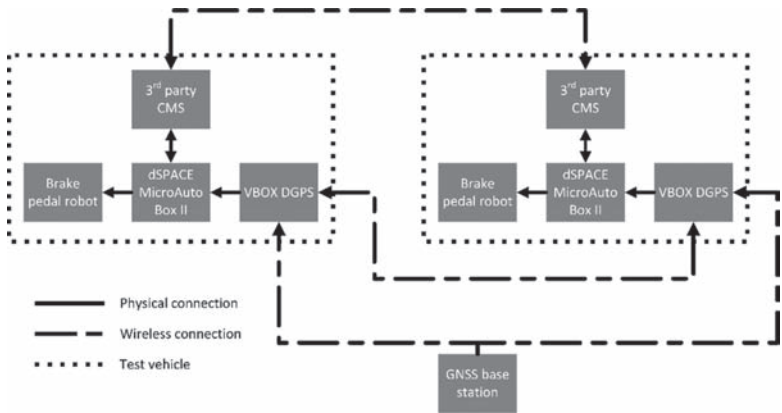 3rd party
CMS
Brake
pedal robot
dSPACE
MicroAuto
Box II
VBOX DGPS
3rd party
CMS
Brake
pedal robot
dSPACE
MicroAuto
Box II
VBOX DGPS
Physical connection
Wireless connection
Test vehicle
GNSS base
station